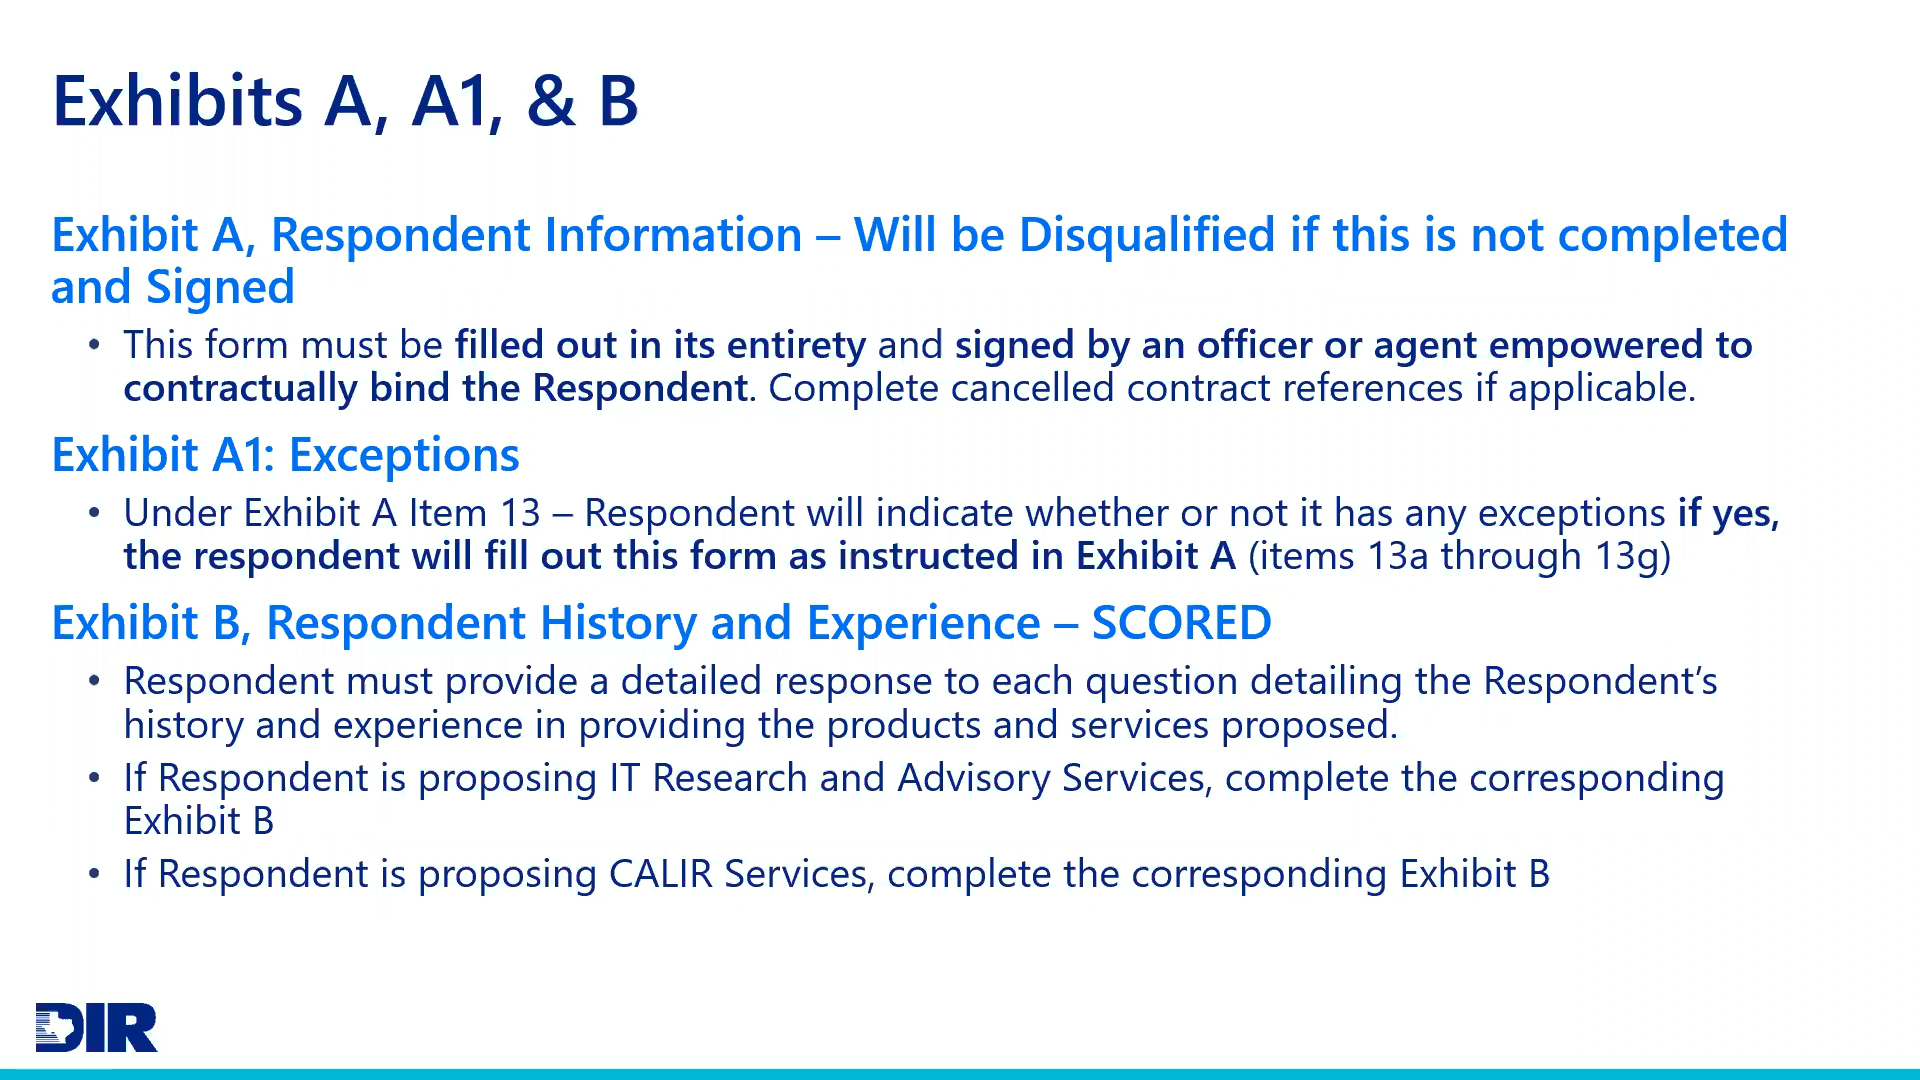 Exhibits A, A1, & B
Exhibit A, Respondent Information – Will be Disqualified if this is not completed
and Signed
• This form must be filled out in its entirety and signed by an officer or agent empowered to
contractually bind the Respondent. Complete cancelled contract references if applicable.
Exhibit A1: Exceptions
• Under Exhibit A Item 13 – Respondent will indicate whether or not it has any exceptions if yes,
the respondent will fill out this form as instructed in Exhibit A (items 13a through 13g)
Exhibit B, Respondent History and Experience – SCORED
• Respondent must provide a detailed response to each question detailing the Respondent’s
history and experience in providing the products and services proposed.
• If Respondent is proposing IT Research and Advisory Services, complete the corresponding
Exhibit B
• If Respondent is proposing CALIR Services, complete the corresponding Exhibit B
DIR